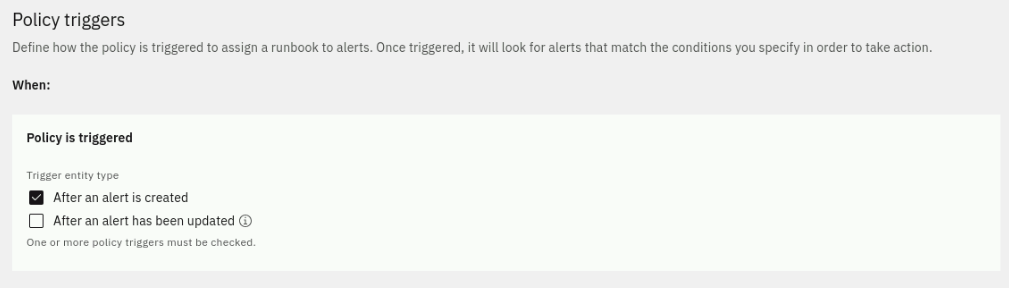 Policy triggers
Define how the policy is triggered to assign a runbook to alerts. Once triggered, it will look for alerts that match the conditions you specify in order to take action.
When:
Policy is triggered
Trigger entity type
After an alert is created
After an alert has been updated
One or more policy triggers must be checked.